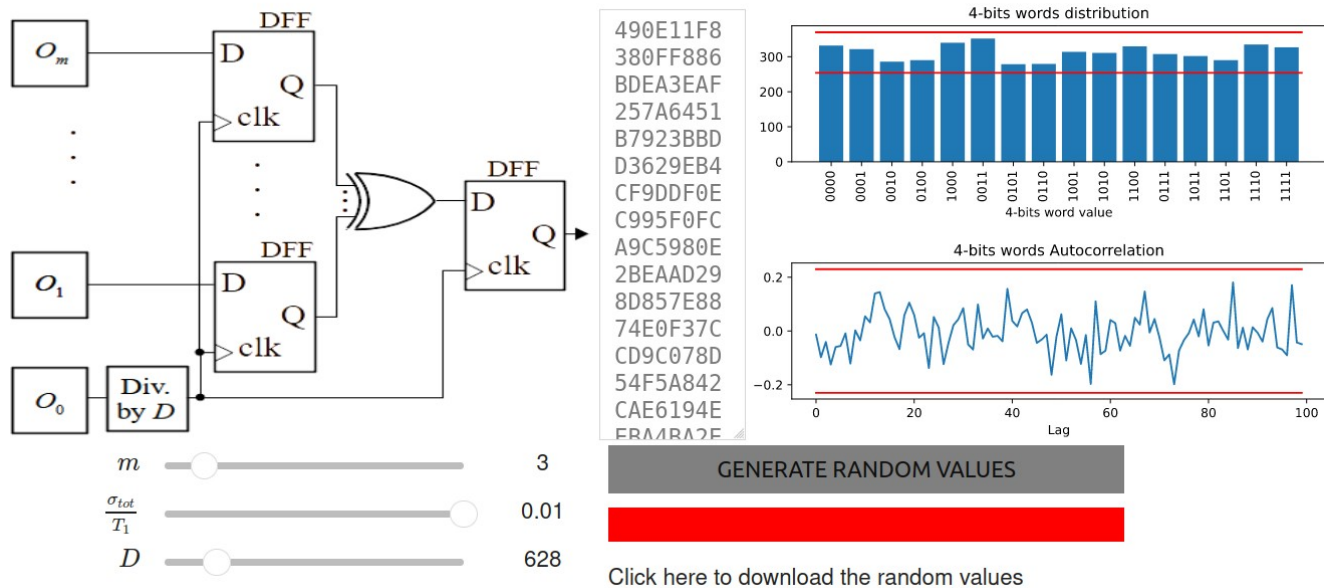 O_m
DFF
D
Q
clk
DFF
D
Q
clk
O_1
DFF
D
Q
clk
O_0
Div.
by D
490E11F8
380FF886
BDEA3EAF
257A6451
B7923BBD
D3629EB4
CF9DDF0E
C995F0FC
A9C5980E
2BEAAD29
8D857E88
74E0F37C
CD9C078D
54F5A842
CAE6194E
EBA4BA2E
4-bits words distribution
300
200
100
0
0000 0001 0010 0100 1000 0011 0101 0110 1001 1010 1100 0111 1011 1101 1110 1111
4-bits word value
4-bits words Autocorrelation
0.2
0.0
−0.2
0 20 40 60 80 100
Lag
m 3
σ_tot/T_1 0.01
D 628
GENERATE RANDOM VALUES
Click here to download the random values